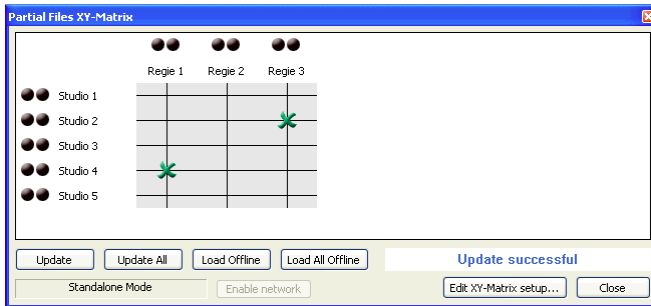 Partial Files XY-Matrix
Regie 1 Regie 2 Regie 3
Studio 1
Studio 2
Studio 3
Studio 4
Studio 5
Update Update All Load Offline Load All Offline Update successful
Standalone Mode Enable network Edit XY-Matrix setup... Close